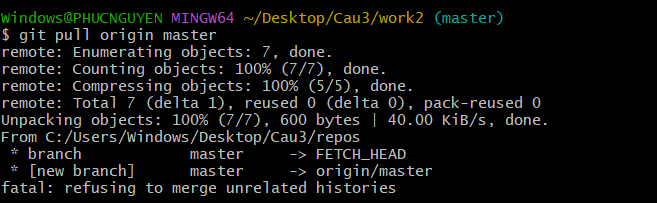 Windows@PHUCNGUYEN MINGW64 ~/Desktop/Cau3/work2 (master)
$ git pull origin master
remote: Enumerating objects: 7, done.
remote: Counting objects: 100% (7/7), done.
remote: Compressing objects: 100% (5/5), done.
remote: Total 7 (delta 1), reused 0 (delta 0), pack-reused 0
Unpacking objects: 100% (7/7), 600 bytes | 40.00 KiB/s, done.
From C:/Users/Windows/Desktop/Cau3/repos
 * branch            master     -> FETCH_HEAD
 * [new branch]      master     -> origin/master
fatal: refusing to merge unrelated histories